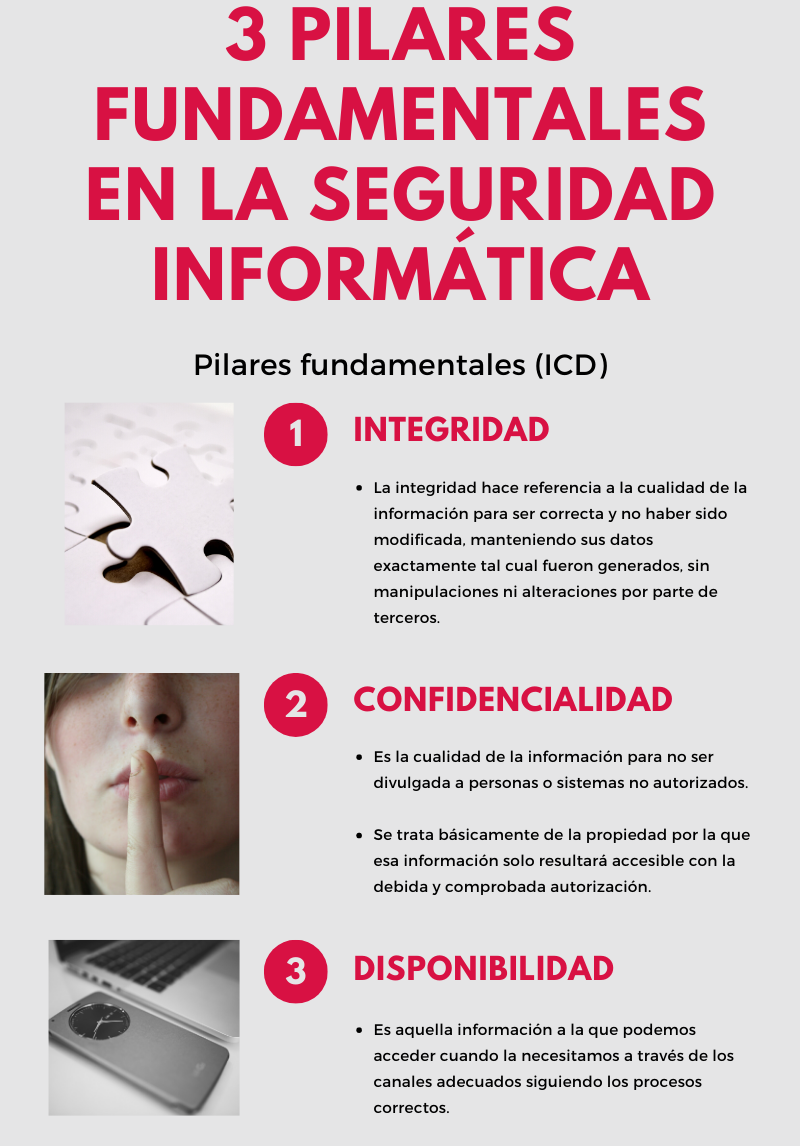 3 PILARES
FUNDAMENTALES
EN LA SEGURIDAD
INFORMÁTICA
Pilares fundamentales (ICD)
1 INTEGRIDAD
• La integridad hace referencia a la cualidad de la
información para ser correcta y no haber sido
modificada, manteniendo sus datos
exactamente tal cual fueron generados, sin
manipulaciones ni alteraciones por parte de
terceros.
2 CONFIDENCIALIDAD
• Es la cualidad de la información para no ser
divulgada a personas o sistemas no autorizados.
• Se trata básicamente de la propiedad por la que
esa información solo resultará accesible con la
debida y comprobada autorización.
3 DISPONIBILIDAD
• Es aquella información a la que podemos
acceder cuando la necesitamos a través de los
canales adecuados siguiendo los procesos
correctos.